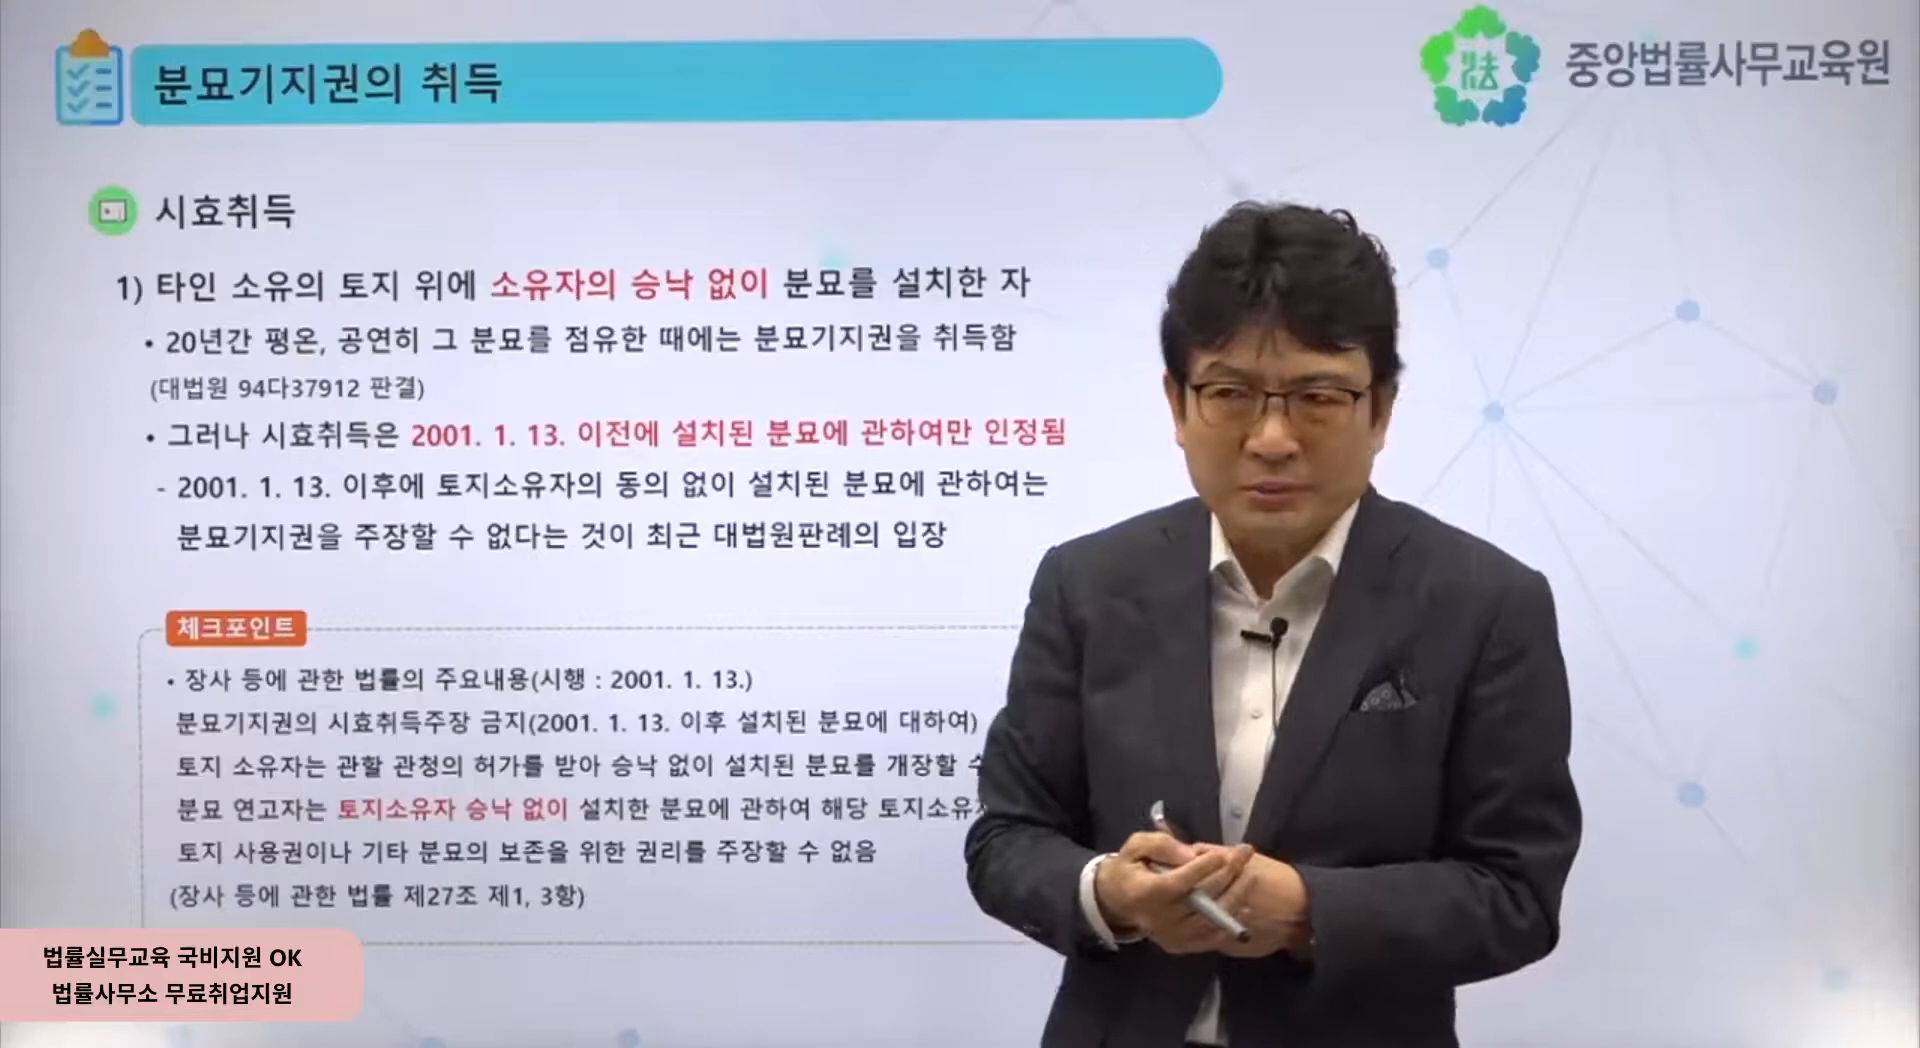 분묘기지권의 취득
法
중앙법률사무교육원
시효취득
1) 타인 소유의 토지 위에 소유자의 승낙 없이 분묘를 설치한 자
• 20년간 평온, 공연히 그 분묘를 점유한 때에는 분묘기지권을 취득함
(대법원 94다37912 판결)
• 그러나 시효취득은 2001. 1. 13. 이전에 설치된 분묘에 관하여만 인정됨
- 2001. 1. 13. 이후에 토지소유자의 동의 없이 설치된 분묘에 관하여는
분묘기지권을 주장할 수 없다는 것이 최근 대법원판례의 입장
체크포인트
• 장사 등에 관한 법률의 주요내용(시행 : 2001. 1. 13.)
분묘기지권의 시효취득주장 금지(2001. 1. 13. 이후 설치된 분묘에 대하여)
토지 소유자는 관할 관청의 허가를 받아 승낙 없이 설치된 분묘를 개장할
분묘 연고자는 토지소유자 승낙 없이 설치한 분묘에 관하여 해당
토지 사용권이나 기타 분묘의 보존을 위한 권리를 주장할 수 없음
(장사 등에 관한 법률 제27조 제1, 3항)
법률실무교육 국비지원 OK
법률사무소 무료취업지원